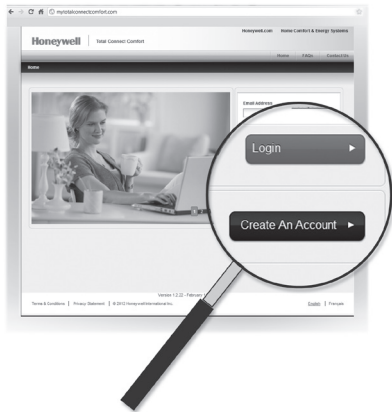 mytotalconnectcomfort.com
Honeywell.com Home Comfort & Energy Systems
Honeywell Total Connect Comfort
Home FAQs Contact Us
Home
Email Address
Login
Create An Account
Version 1.2.22 - February
Terms & Conditions | Privacy Statement | © 2012 Honeywell International Inc.
English | Français